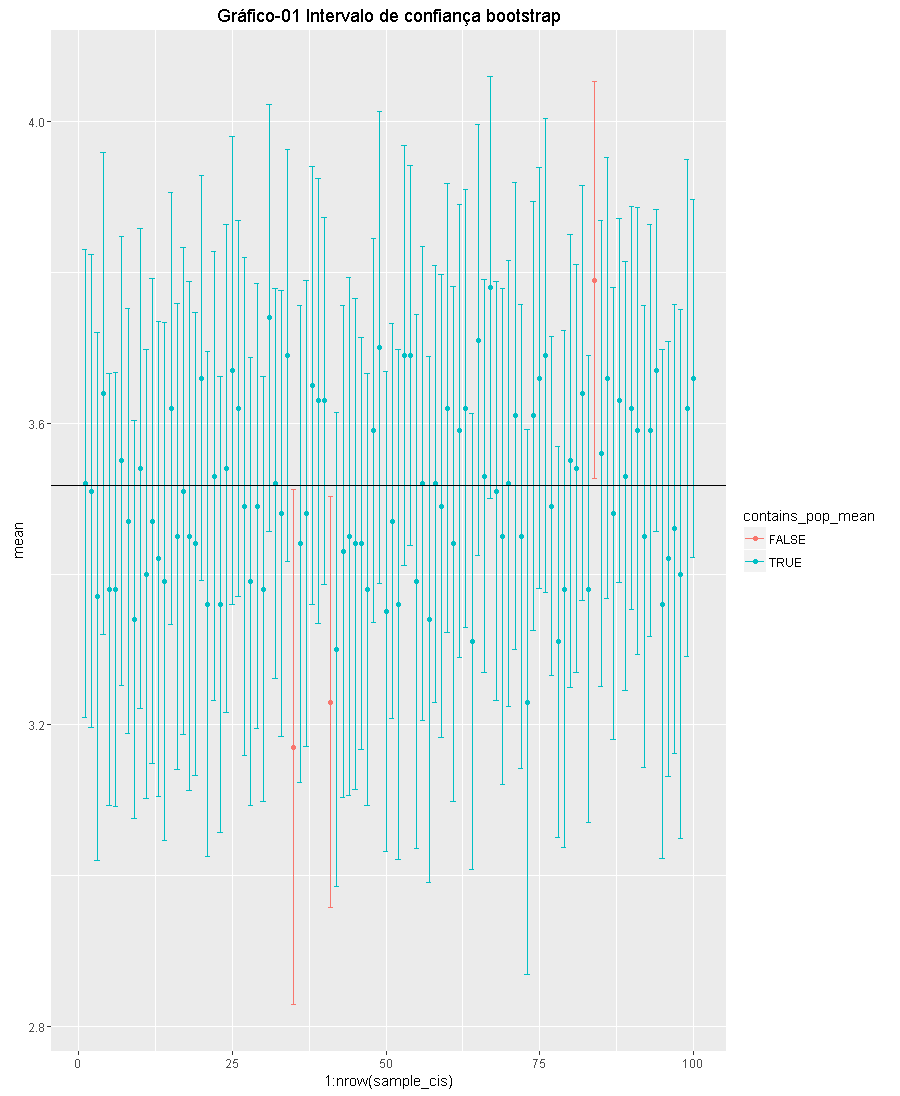 Gráfico-01 Intervalo de confiança bootstrap
mean
4.0
3.6
3.2
2.8
0
25
50
75
100
1:nrow(sample_cis)
contains_pop_mean
FALSE
TRUE